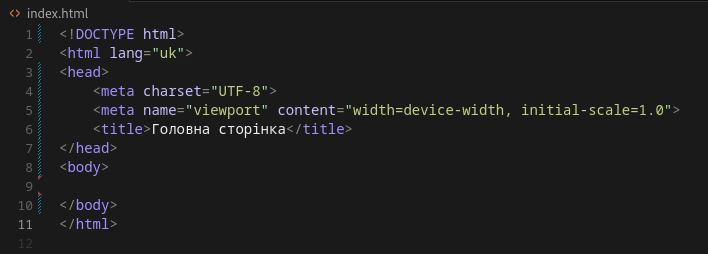 <> index.html
1 <!DOCTYPE html>
2 <html lang="uk">
3 <head>
4     <meta charset="UTF-8">
5     <meta name="viewport" content="width=device-width, initial-scale=1.0">
6     <title>Головна сторінка</title>
7 </head>
8 <body>
9
10 </body>
11 </html>
12